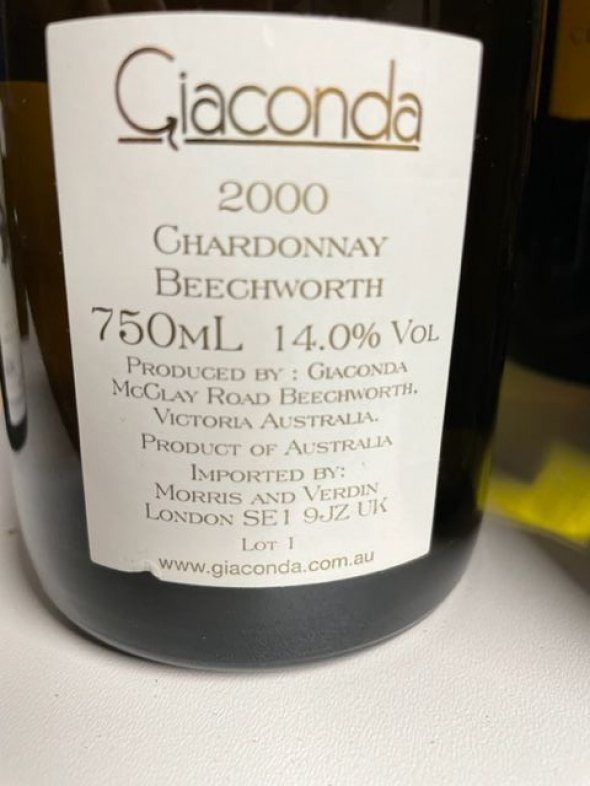 Giaconda
2000
Chardonnay
Beechworth
750mL 14.0% Vol
Produced by : Giaconda
McClay Road Beechworth.
Victoria Australia.
Product of Australia
Imported by:
Morris and Verdin
London SE1 9JZ UK
Lot 1
www.giaconda.com.au